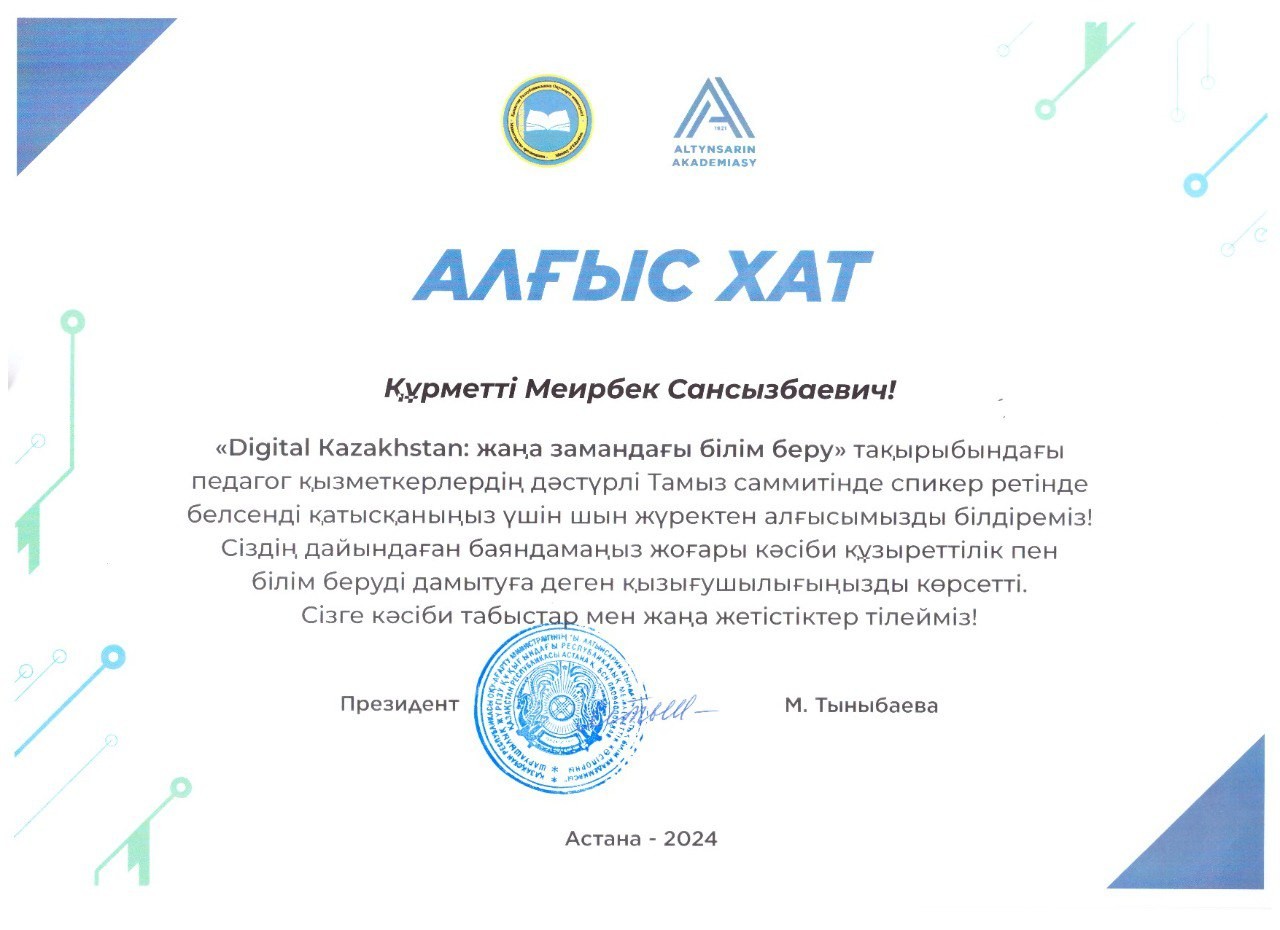 1921
ALTYNSARIN
AKADEMIASY
АЛҒЫС ХАТ
Құрметті Меирбек Сансызбаевич!
«Digital Kazakhstan: жаңа замандағы білім беру» тақырыбындағы
педагог қызметкерлердің дәстүрлі Тамыз саммитінде спикер ретінде
белсенді қатысқаныңыз үшін шын жүректен алғысымызды білдіреміз!
Сіздің дайындаған баяндамаңыз жоғары кәсіби құзыреттілік пен
білім беруді дамытуға деген қызығушылығыңызды көрсетті.
Сізге кәсіби табыстар мен жаңа жетістіктер тілейміз!
Президент
М. Тыныбаева
Астана - 2024